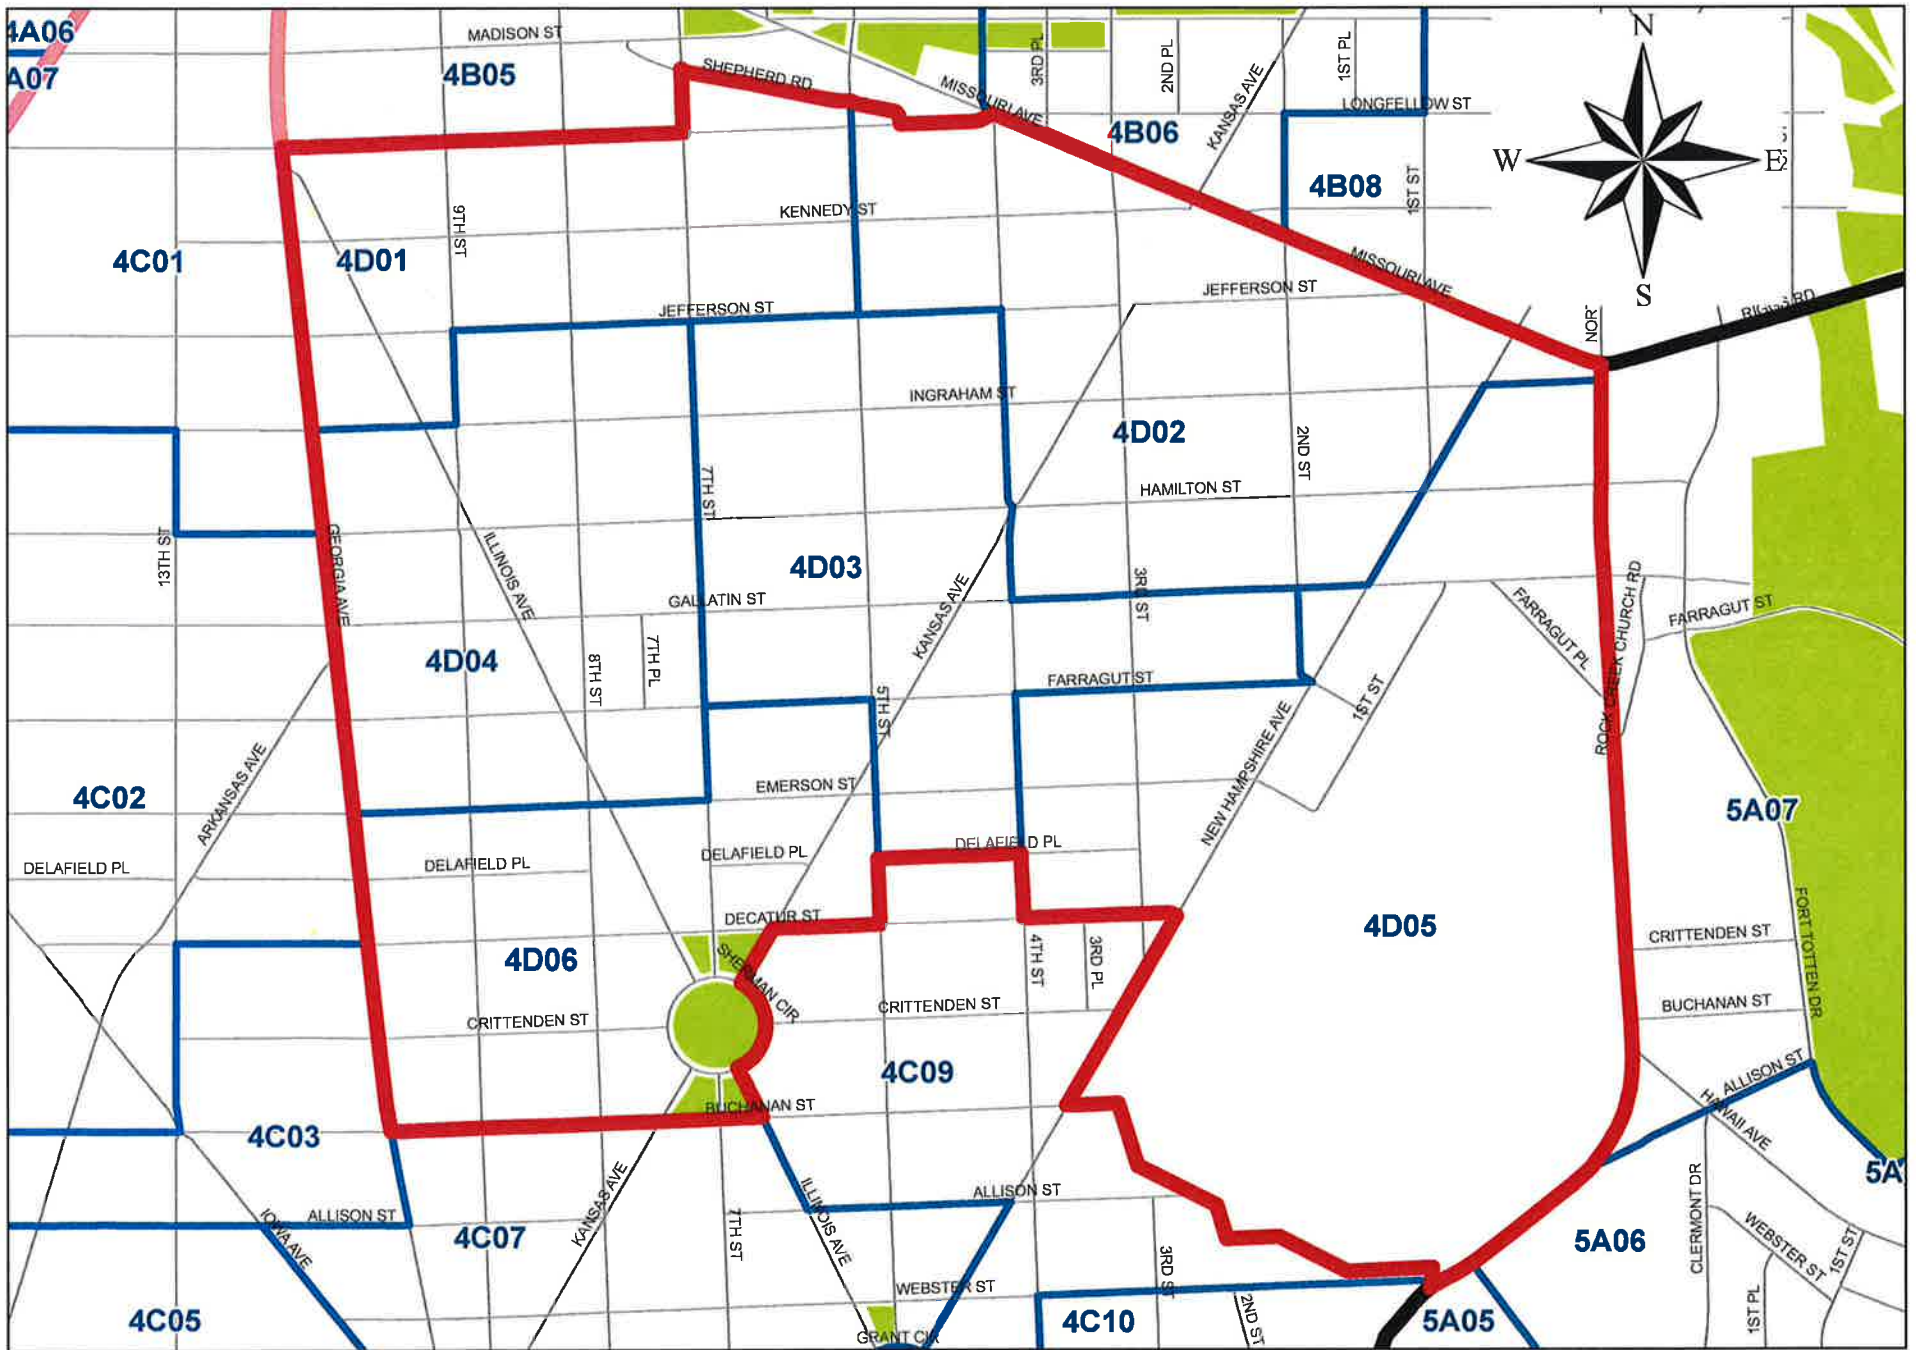 4A06
A07
MADISON ST
4B05
SHEPHERD RD
MISSOURI AVE
3RD PL
2ND PL
KANSAS AVE
1ST PL
LONGFELLOW ST
4B06
4B08
1ST ST
N
W
E
S
4C01
4D01
9TH ST
KENNEDY ST
MISSOURI AVE
JEFFERSON ST
JEFFERSON ST
NOR
RIGGS RD
INGRAHAM ST
4D02
2ND ST
7TH ST
HAMILTON ST
13TH ST
GEORGIA AVE
ILLINOIS AVE
4D03
GALLATIN ST
KANSAS AVE
3RD ST
FARRAGUT PL
ROCK CREEK CHURCH RD
FARRAGUT ST
4D04
8TH ST
7TH PL
5TH ST
FARRAGUT ST
1ST ST
NEW HAMPSHIRE AVE
4C02
ARKANSAS AVE
EMERSON ST
5A07
DELAFIELD PL
DELAFIELD PL
DELAFIELD PL
DELAFIELD PL
DECATUR ST
4D06
SHERMAN CIR
4TH ST
3RD PL
4D05
CRITTENDEN ST
FORT TOTTEN DR
CRITTENDEN ST
CRITTENDEN ST
BUCHANAN ST
4C09
BUCHANAN ST
ALLISON ST
HAWAII AVE
4C03
5A
ALLISON ST
IOWA AVE
4C07
KANSAS AVE
7TH ST
ILLINOIS AVE
ALLISON ST
3RD ST
5A06
CLERMONT DR
WEBSTER ST
1ST ST
1ST PL
WEBSTER ST
4C05
GRANT CIR
4C10
2ND ST
5A05